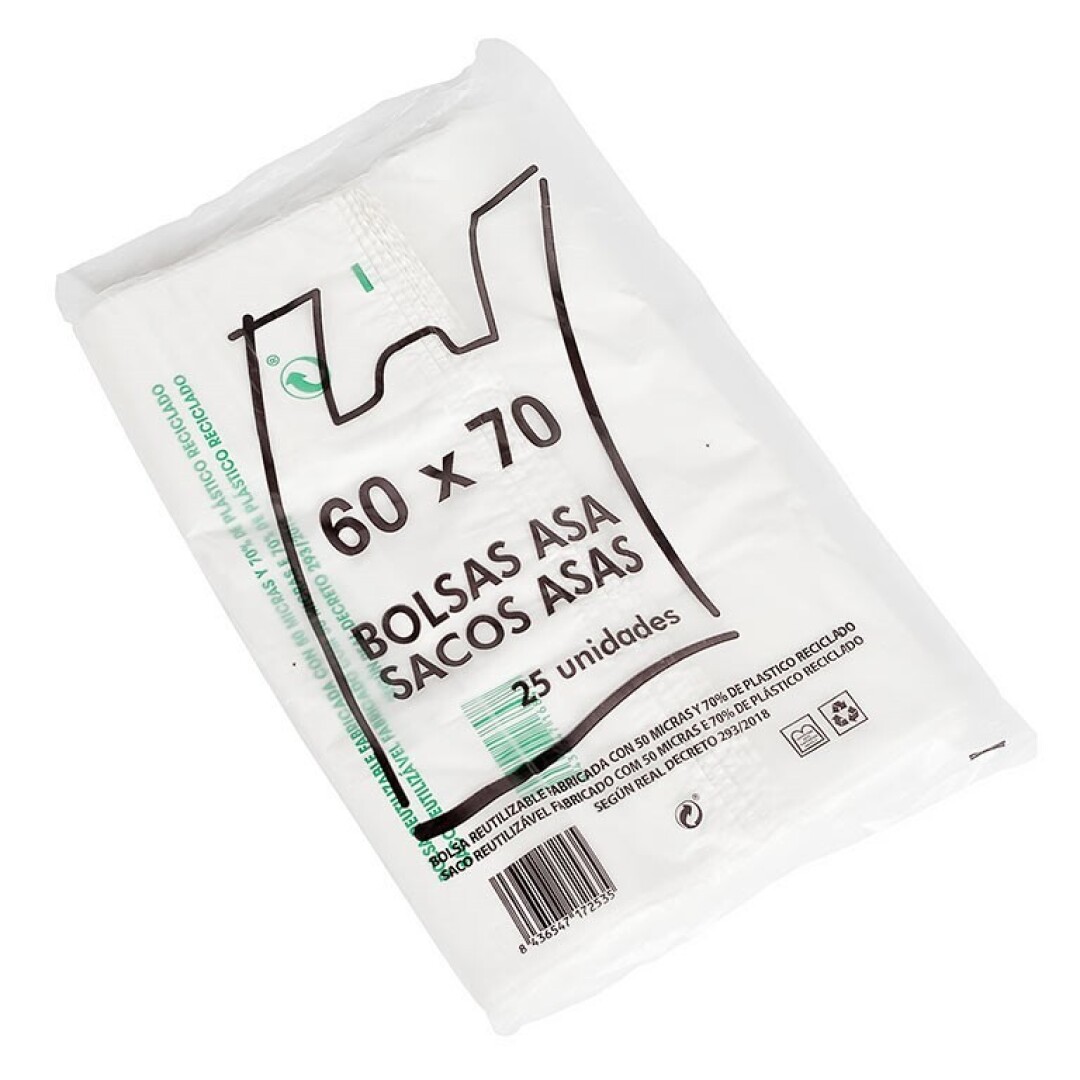 60 x 70
BOLSAS ASA
SACOS ASAS
25 unidades
BOLSA REUTILIZABLE FABRICADA CON 50 MICRAS Y 70% DE PLASTICO RECICLADO
SACO REUTILIZÁVEL FABRICADO COM 50 MICRAS E 70% DE PLÁSTICO RECICLADO
SEGÚN REAL DECRETO 293/2018
8 436547 172535